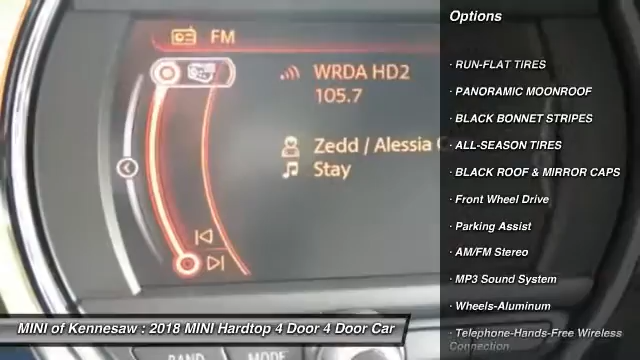 FM
WRDA HD2
105.7
Zedd / Alessia C
Stay
BAND
MODE
Options
· RUN-FLAT TIRES
· PANORAMIC MOONROOF
· BLACK BONNET STRIPES
· ALL-SEASON TIRES
· BLACK ROOF & MIRROR CAPS
· Front Wheel Drive
· Parking Assist
· AM/FM Stereo
· MP3 Sound System
· Wheels-Aluminum
· Telephone-Hands-Free Wireless
Connection
MINI of Kennesaw : 2018 MINI Hardtop 4 Door 4 Door Car